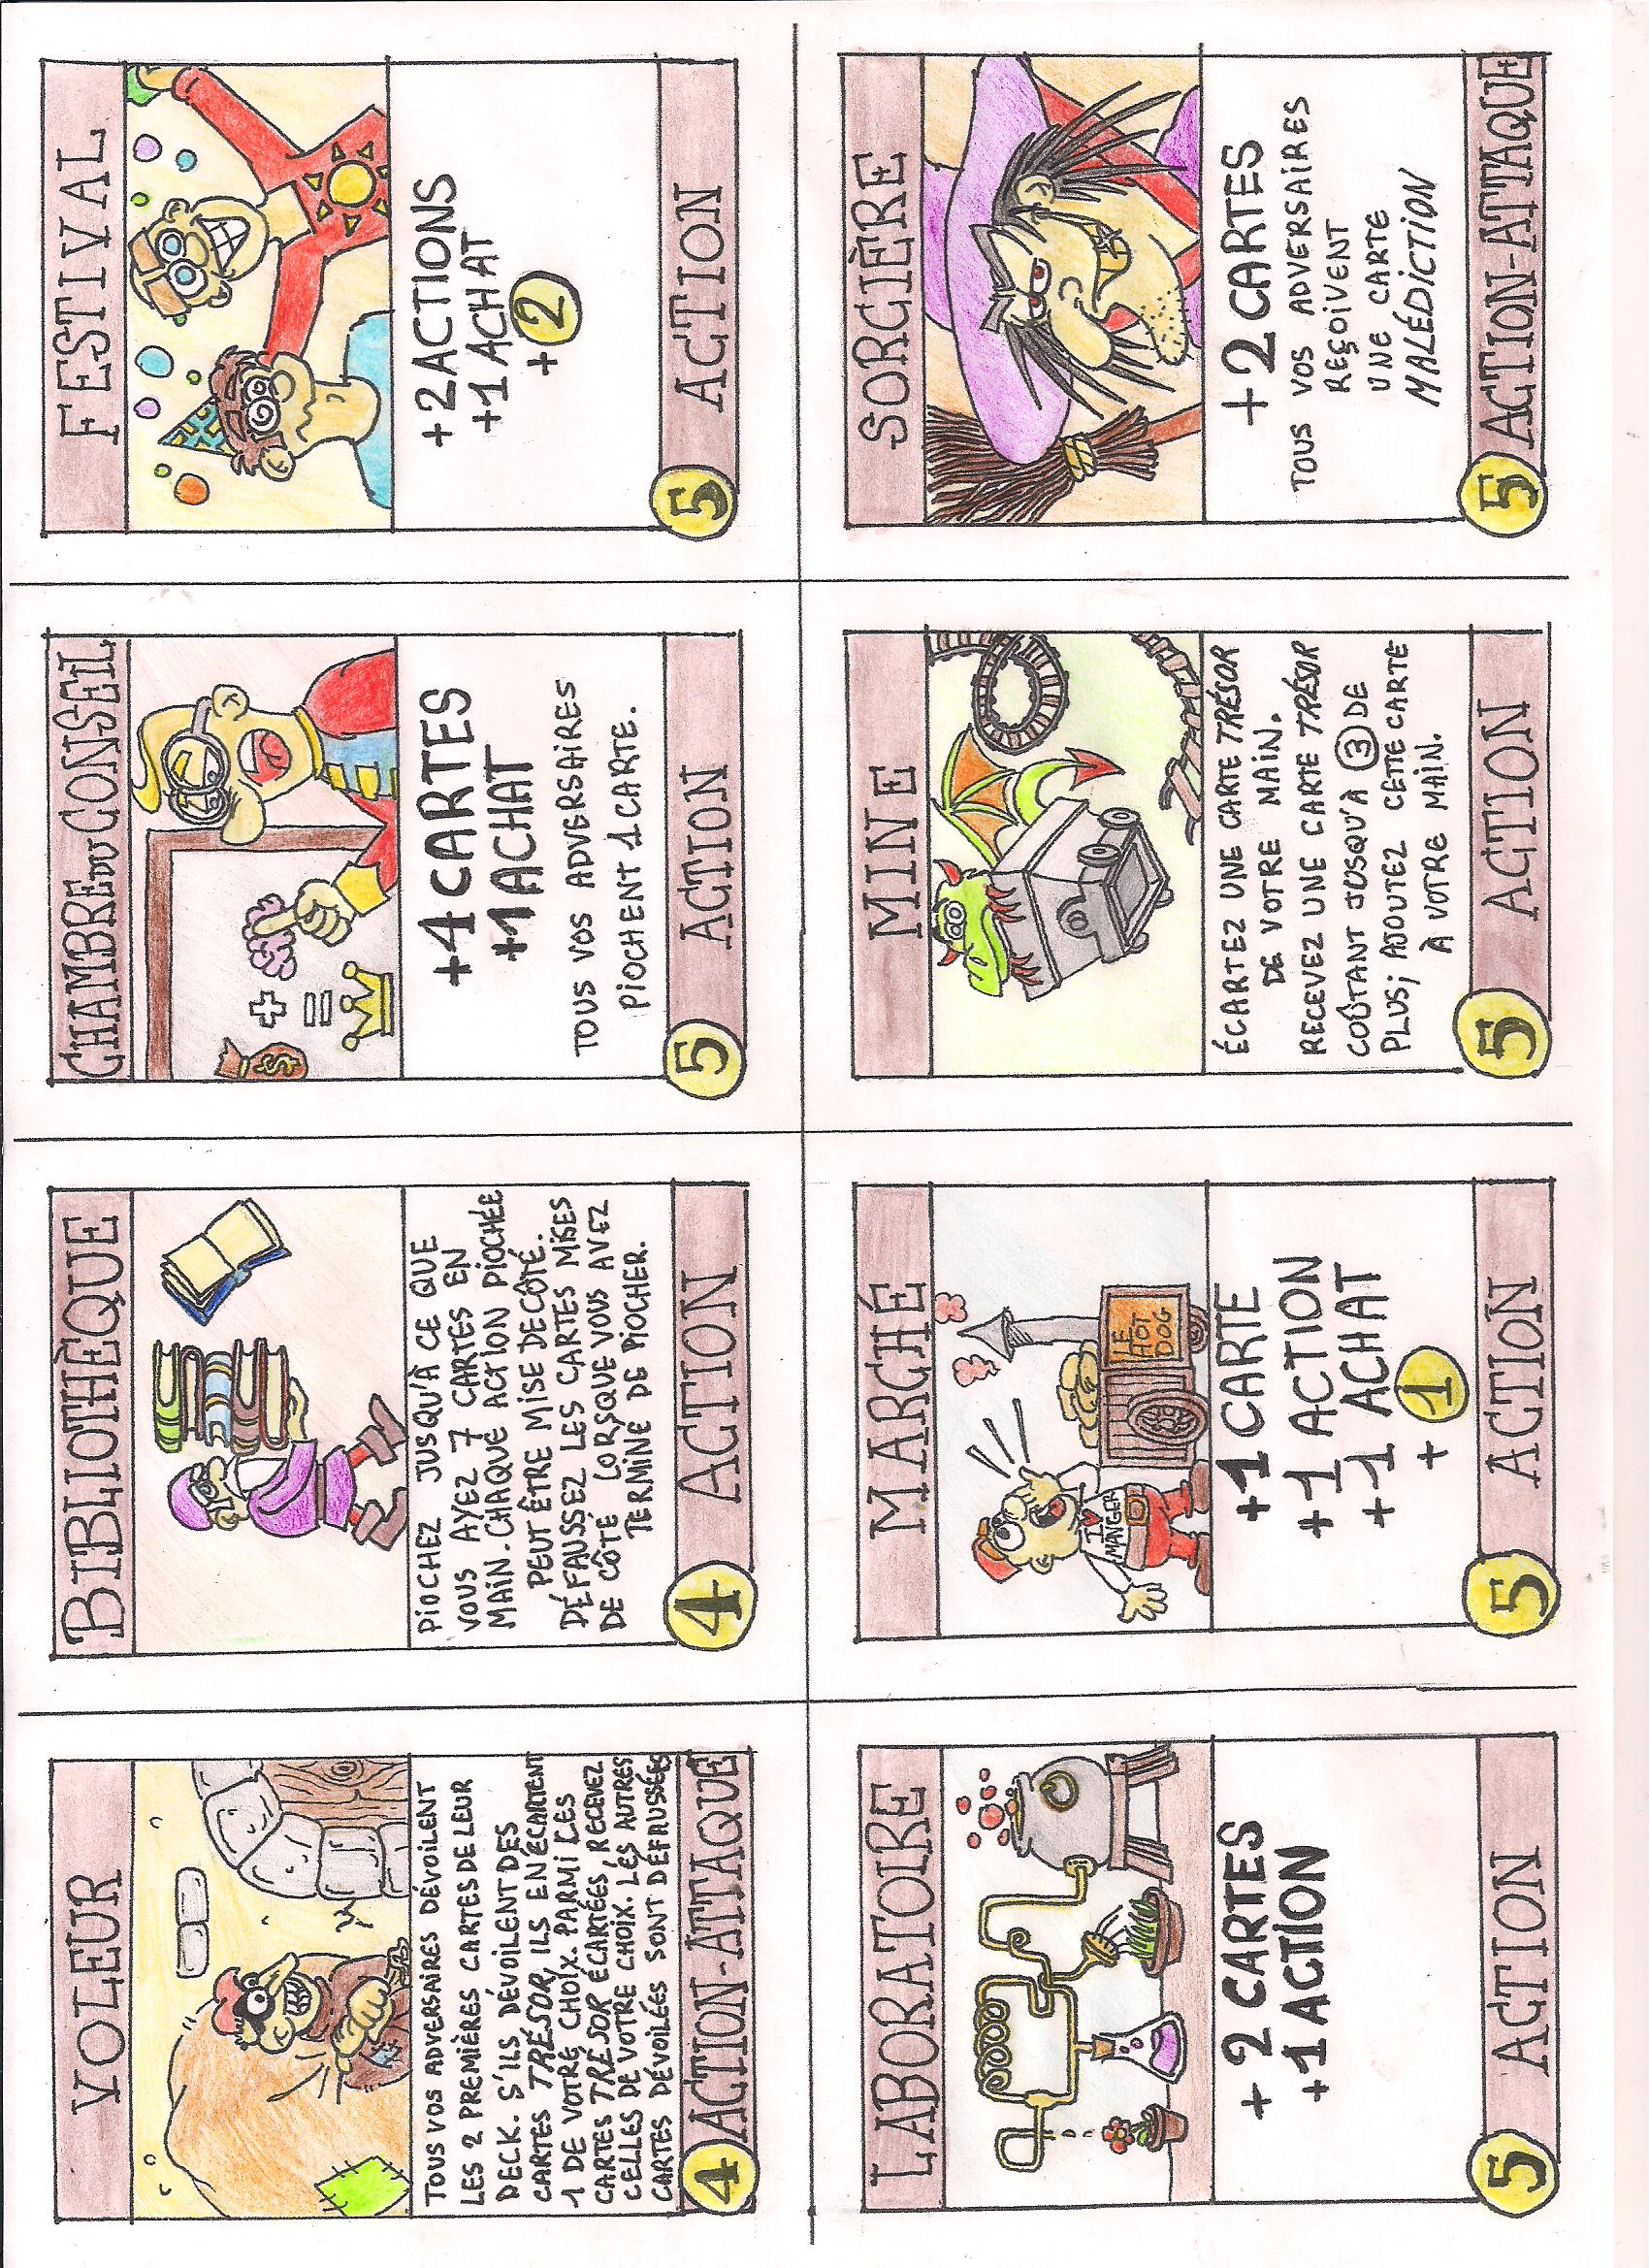 VOLEUR
TOUS VOS ADVERSAIRES DÉVOILENT
LES 2 PREMIÈRES CARTES DE LEUR
DECK. S'ILS DÉVOILENT DES
CARTES TRÉSOR, ILS EN ÉCARTENT
1 DE VOTRE CHOIX. PARMI CES
CARTES TRÉSOR ÉCARTÉES, RECEVEZ
CELLES DE VOTRE CHOIX. LES AUTRES
CARTES DÉVOILÉES SONT DÉFAUSSÉES
4 ACTION-ATTAQUE
BIBLIOTHÈQUE
PIOCHEZ JUSQU'À CE QUE
VOUS AYEZ 7 CARTES EN
MAIN. CHAQUE ACTION PIOCHÉE
PEUT ÊTRE MISE DE CÔTÉ.
DÉFAUSSEZ LES CARTES MISES
DE CÔTÉ LORSQUE VOUS AVEZ
TERMINÉ DE PIOCHER.
4 ACTION
CHAMBRE DU CONSEIL
$ + =
+4 CARTES
+1 ACHAT
TOUS VOS ADVERSAIRES
PIOCHENT 1 CARTE.
5 ACTION
FESTIVAL
+2 ACTIONS
+1 ACHAT
+2
5 ACTION
LABORATOIRE
+ 2 CARTES
+1 ACTION
5 ACTION
MARCHÉ
I ♥
MANGER
LE
HOT
DOG
+1 CARTE
+1 ACTION
+1 ACHAT
+ 1
5 ACTION
MINE
ÉCARTEZ UNE CARTE TRÉSOR
DE VOTRE MAIN.
RECEVEZ UNE CARTE TRÉSOR
COÛTANT JUSQU'À 3 DE
PLUS; AJOUTEZ CETTE CARTE
À VOTRE MAIN.
5 ACTION
SORCIÈRE
+2 CARTES
TOUS VOS ADVERSAIRES
REÇOIVENT
UNE CARTE
MALÉDICTION
5 ACTION-ATTAQUE